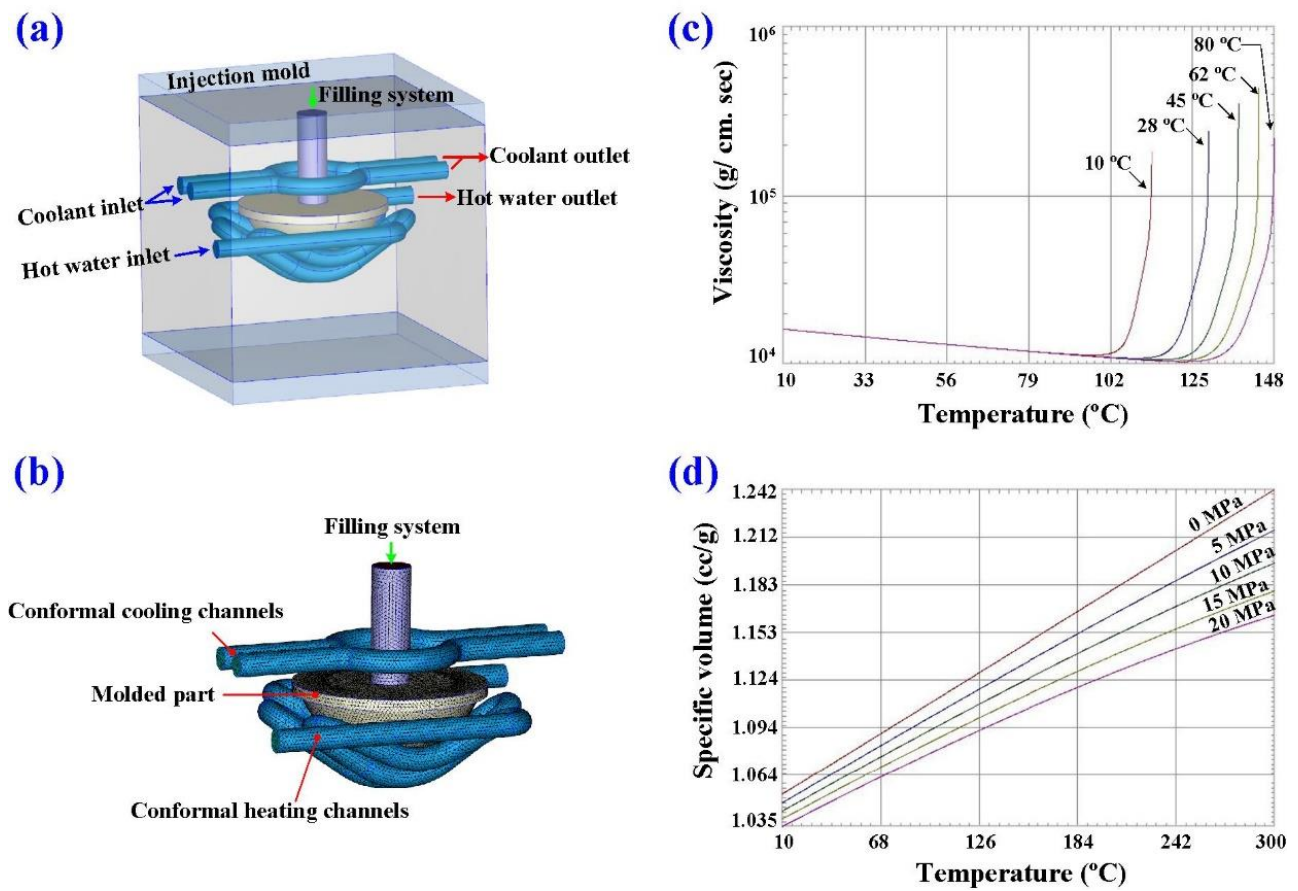 (a)
Injection mold
Filling system
Coolant outlet
Hot water outlet
Coolant inlet
Hot water inlet
(b)
Filling system
Conformal cooling channels
Molded part
Conformal heating channels
(c)
Viscosity (g/ cm. sec)
10⁶
10⁵
10⁴
80 ºC
62 ºC
45 ºC
28 ºC
10 ºC
10 33 56 79 102 125 148
Temperature (ºC)
(d)
Specific volume (cc/g)
1.242
1.212
1.183
1.153
1.124
1.094
1.064
1.035
0 MPa
5 MPa
10 MPa
15 MPa
20 MPa
10 68 126 184 242 300
Temperature (ºC)